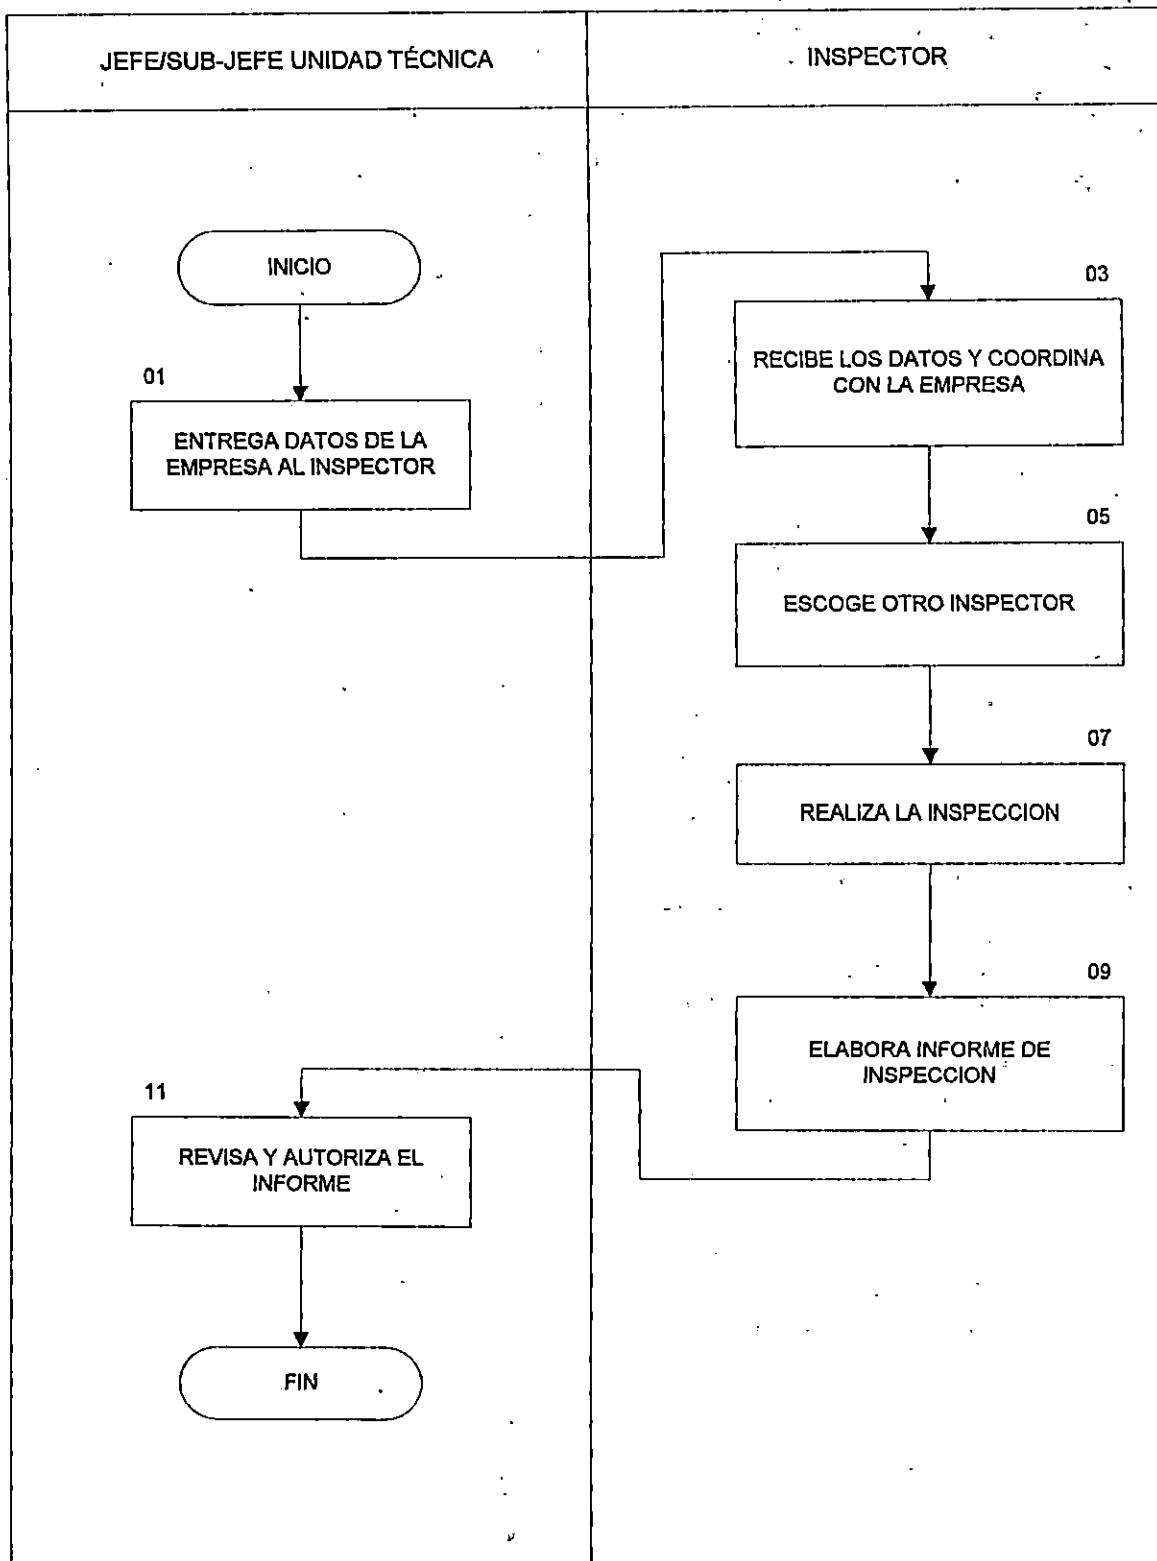 JEFE/SUB-JEFE UNIDAD TÉCNICA
INSPECTOR
INICIO
01
ENTREGA DATOS DE LA
EMPRESA AL INSPECTOR
03
RECIBE LOS DATOS Y COORDINA
CON LA EMPRESA
05
ESCOGE OTRO INSPECTOR
07
REALIZA LA INSPECCION
09
ELABORA INFORME DE
INSPECCION
11
REVISA Y AUTORIZA EL
INFORME
FIN